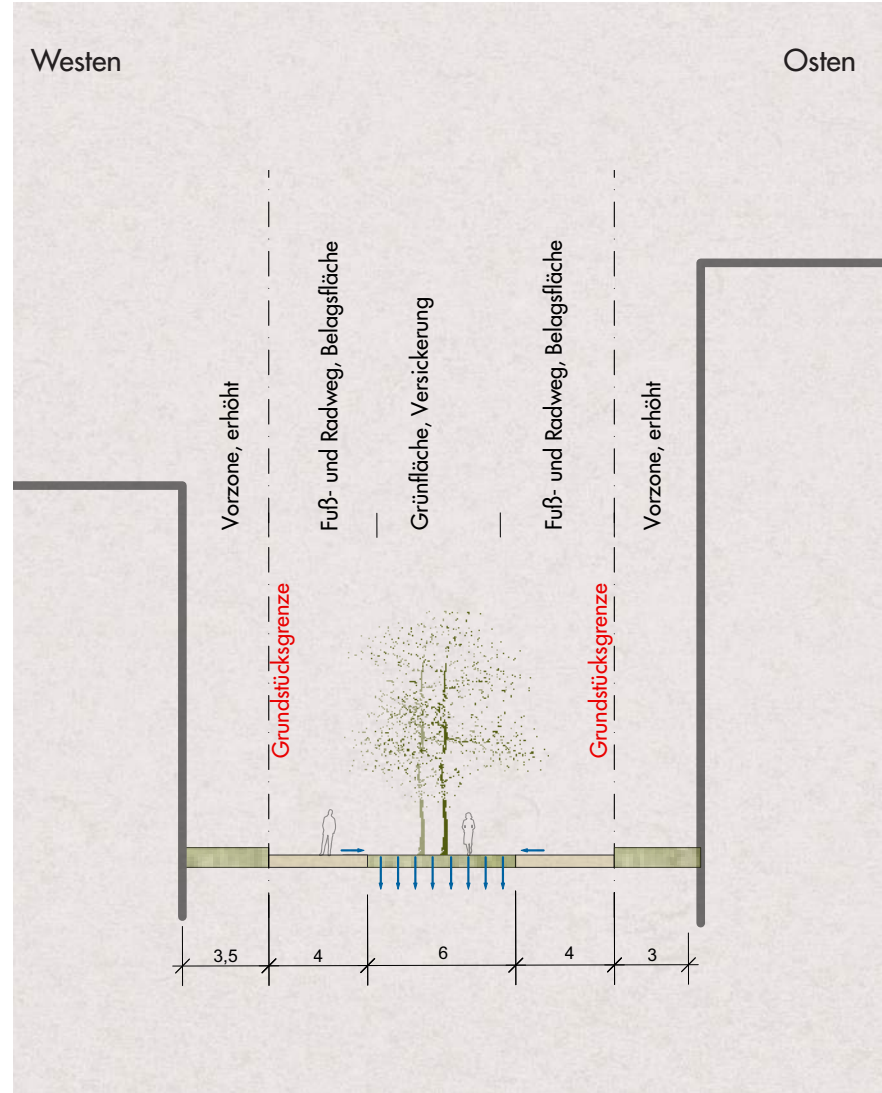 Westen
Osten
Vorzone, erhöht
Fuß- und Radweg, Belagsfläche
Grünfläche, Versickerung
Fuß- und Radweg, Belagsfläche
Vorzone, erhöht
Grundstücksgrenze
Grundstücksgrenze
3,5
4
6
4
3